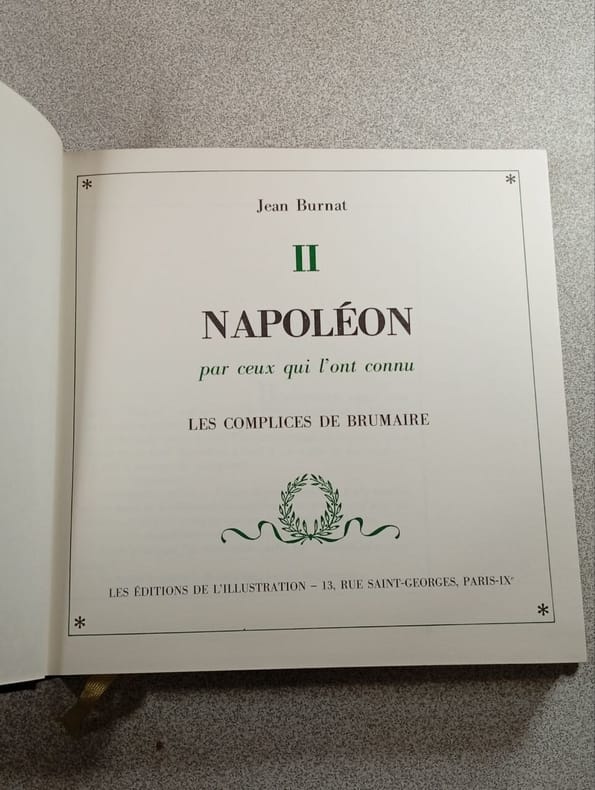 Jean Burnat
II
NAPOLÉON
par ceux qui l'ont connu
LES COMPLICES DE BRUMAIRE
LES ÉDITIONS DE L'ILLUSTRATION – 13, RUE SAINT-GEORGES, PARIS-IXe